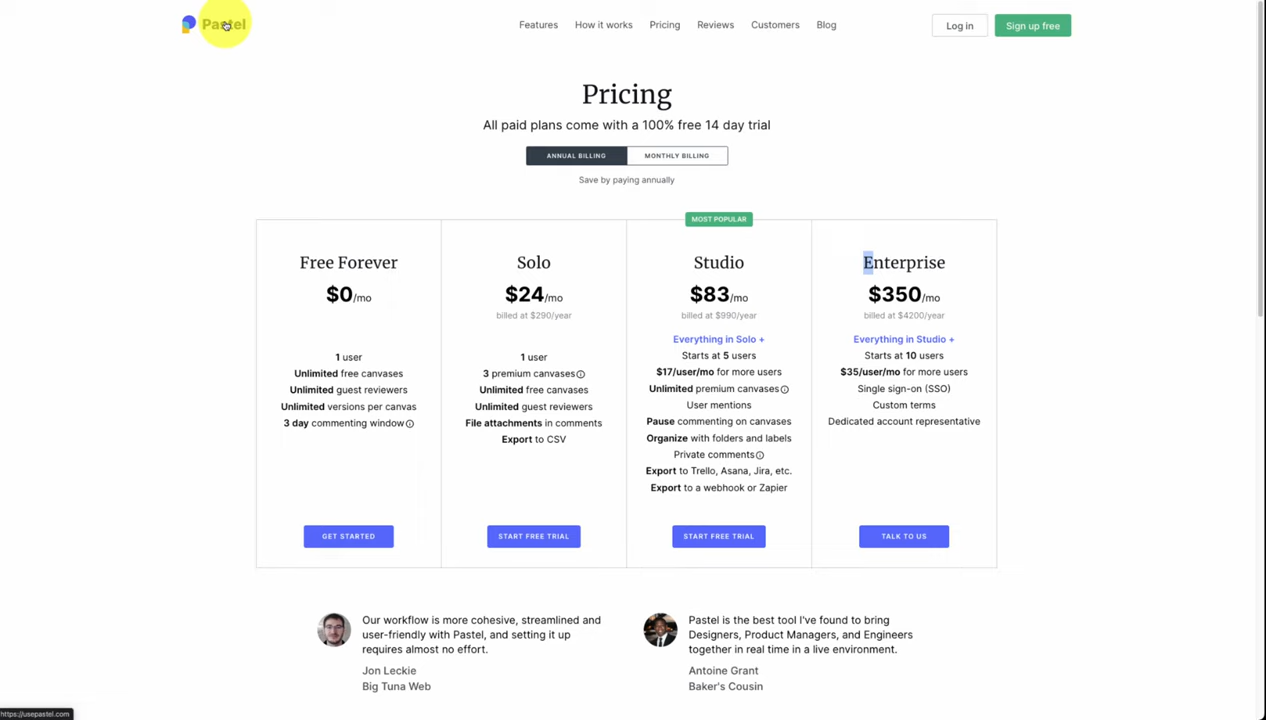 Pastel
Features
How it works
Pricing
Reviews
Customers
Blog
Log in
Sign up free
Pricing
All paid plans come with a 100% free 14 day trial
ANNUAL BILLING
MONTHLY BILLING
Save by paying annually
Free Forever
$0/mo
1 user
Unlimited free canvases
Unlimited guest reviewers
Unlimited versions per canvas
3 day commenting window
GET STARTED
Solo
$24/mo
billed at $290/year
1 user
3 premium canvases
Unlimited free canvases
Unlimited guest reviewers
File attachments in comments
Export to CSV
START FREE TRIAL
MOST POPULAR
Studio
$83/mo
billed at $990/year
Everything in Solo +
Starts at 5 users
$17/user/mo for more users
Unlimited premium canvases
User mentions
Pause commenting on canvases
Organize with folders and labels
Private comments
Export to Trello, Asana, Jira, etc.
Export to a webhook or Zapier
START FREE TRIAL
Enterprise
$350/mo
billed at $4200/year
Everything in Studio +
Starts at 10 users
$35/user/mo for more users
Single sign-on (SSO)
Custom terms
Dedicated account representative
TALK TO US
Our workflow is more cohesive, streamlined and
user-friendly with Pastel, and setting it up
requires almost no effort.
Jon Leckie
Big Tuna Web
Pastel is the best tool I've found to bring
Designers, Product Managers, and Engineers
together in real time in a live environment.
Antoine Grant
Baker's Cousin
https://usepastel.com